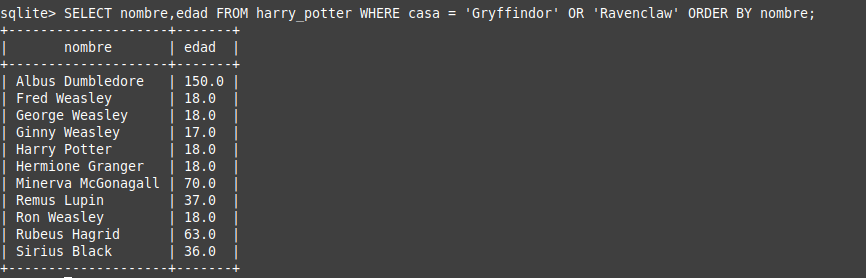 sqlite> SELECT nombre,edad FROM harry_potter WHERE casa = 'Gryffindor' OR 'Ravenclaw' ORDER BY nombre;
+--------------------+-------+
|       nombre       | edad  |
+--------------------+-------+
| Albus Dumbledore   | 150.0 |
| Fred Weasley       | 18.0  |
| George Weasley     | 18.0  |
| Ginny Weasley      | 17.0  |
| Harry Potter       | 18.0  |
| Hermione Granger   | 18.0  |
| Minerva McGonagall | 70.0  |
| Remus Lupin        | 37.0  |
| Ron Weasley        | 18.0  |
| Rubeus Hagrid      | 63.0  |
| Sirius Black       | 36.0  |
+--------------------+-------+